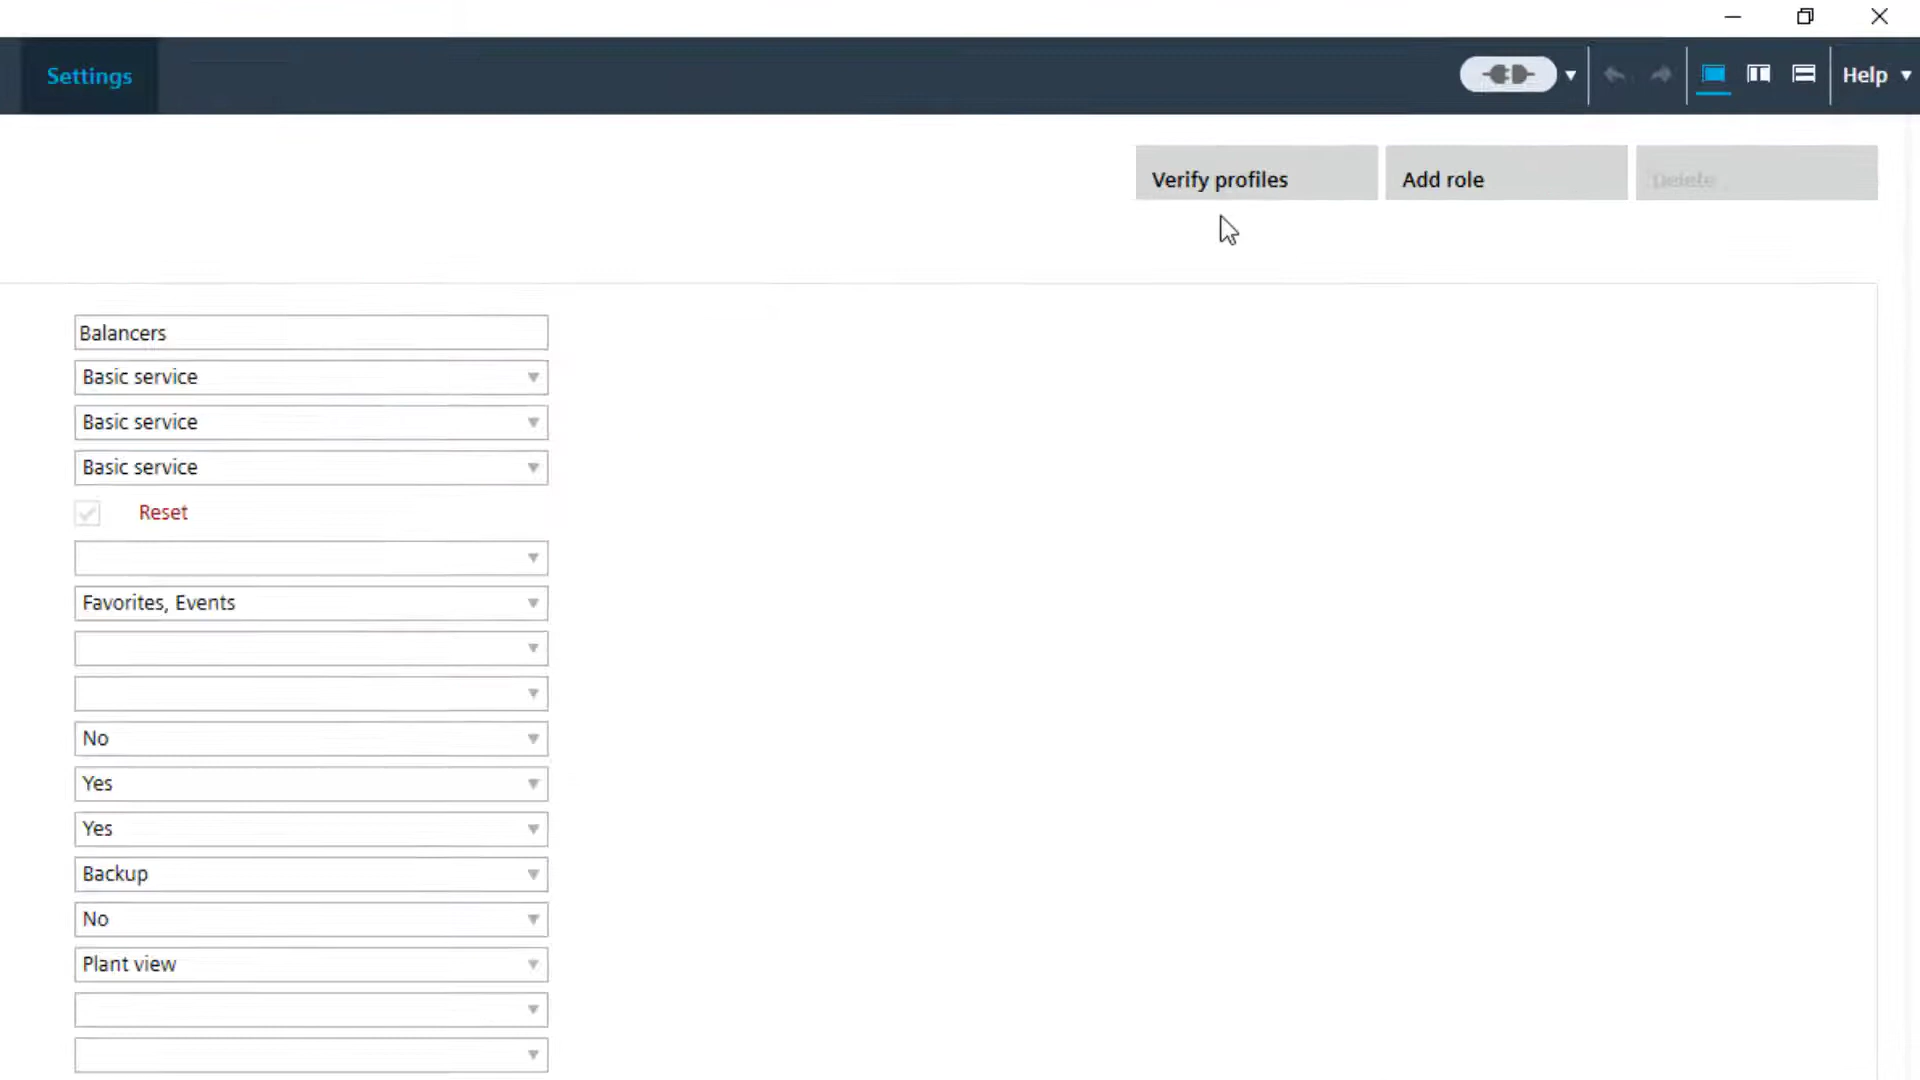 Settings
Help
Verify profiles
Add role
Delete
Balancers
Basic service
Basic service
Basic service
Reset
Favorites, Events
No
Yes
Yes
Backup
No
Plant view